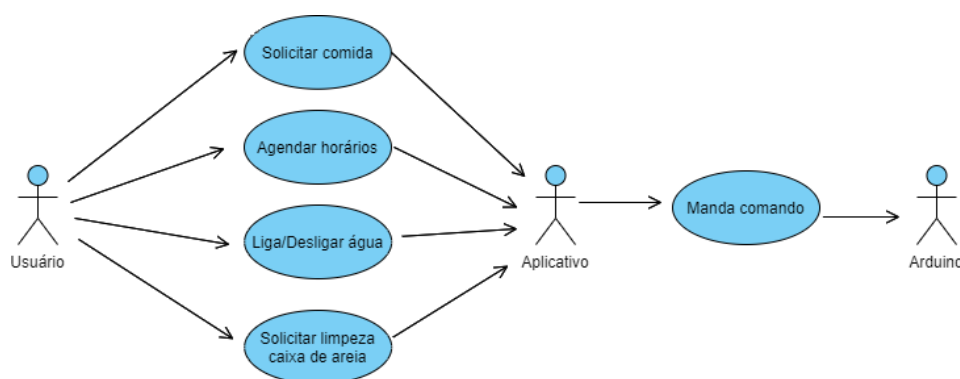 Solicitar comida
Agendar horários
Liga/Desligar água
Solicitar limpeza
caixa de areia
Usuário
Aplicativo
Manda comando
Arduino